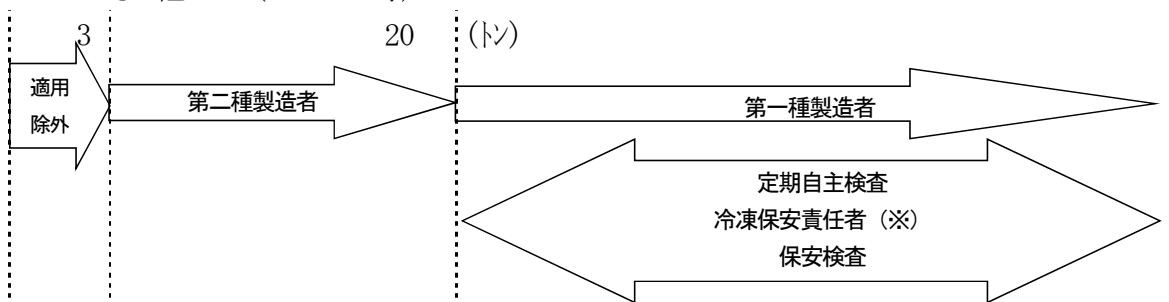 3
20
(トン)
適用
除外
第二種製造者
第一種製造者
定期自主検査
冷凍保安責任者（※）
保安検査